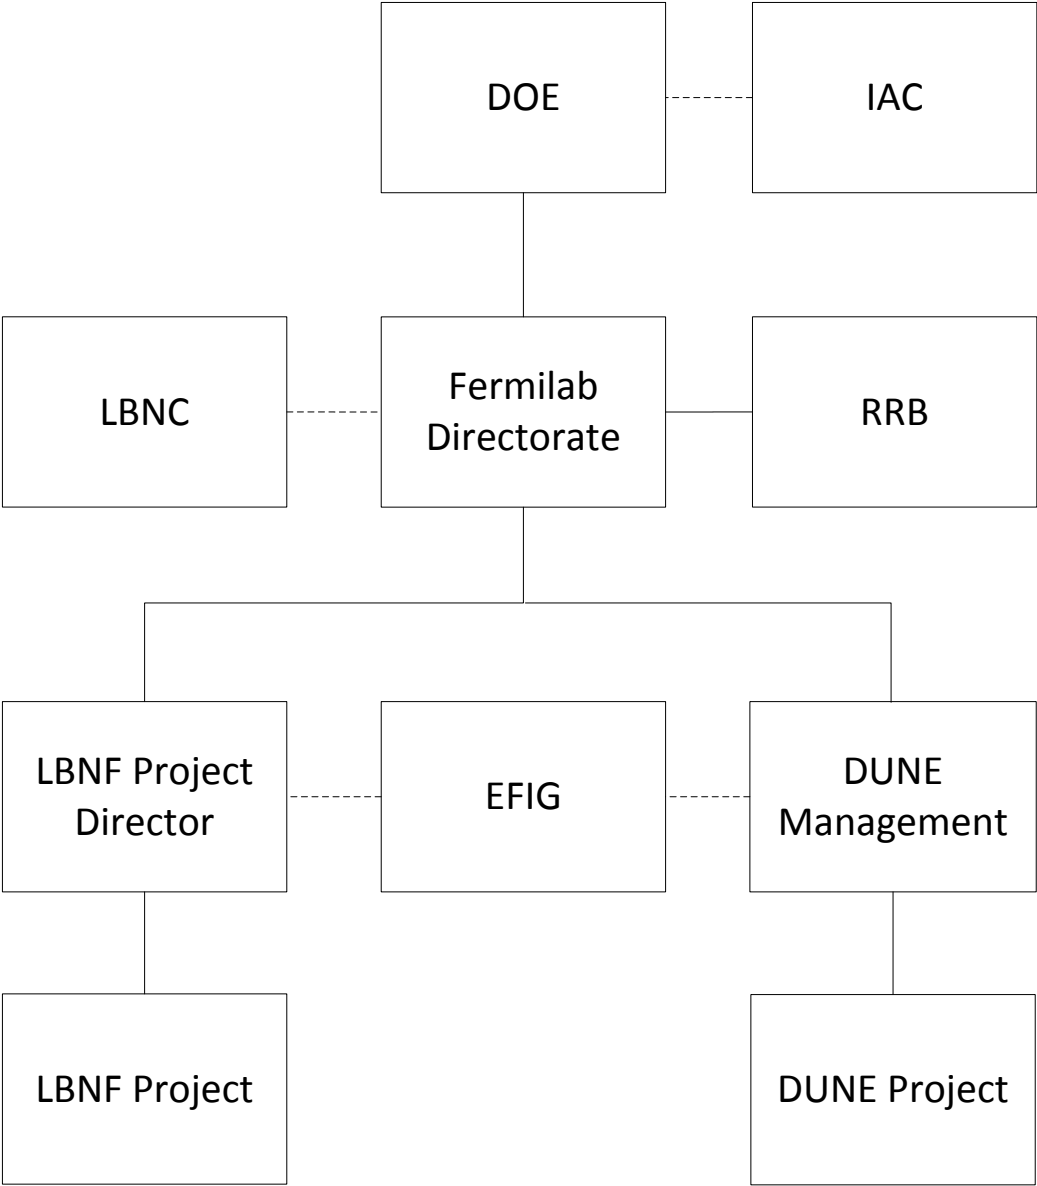 DOE
IAC
LBNC
Fermilab
Directorate
RRB
LBNF Project
Director
EFIG
DUNE
Management
LBNF Project
DUNE Project